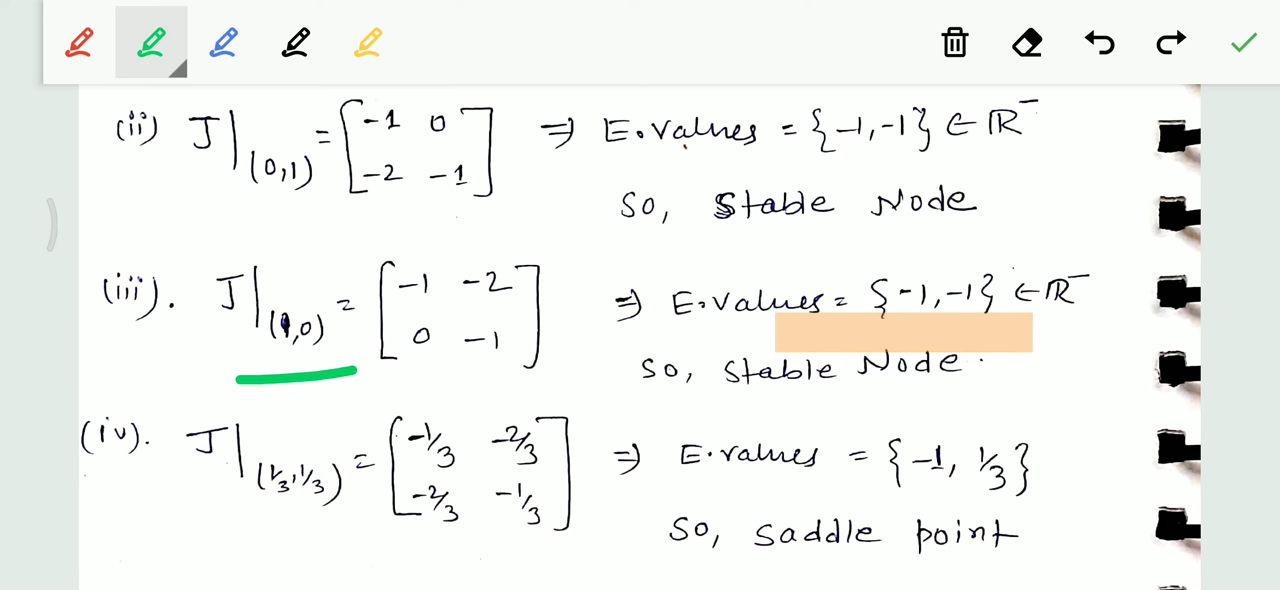 (ii) J|(0,1) = [-1 0; -2 -1] ⇒ E.values = {-1,-1} ∈ ℝ⁻
So, Stable Node
(iii). J|(1,0) = [-1 -2; 0 -1] ⇒ E.values = {-1,-1} ∈ ℝ⁻
So, Stable Node.
(iv). J|(1/3,1/3) = [-1/3 -2/3; -2/3 -1/3] ⇒ E.values = {-1, 1/3}
So, saddle point